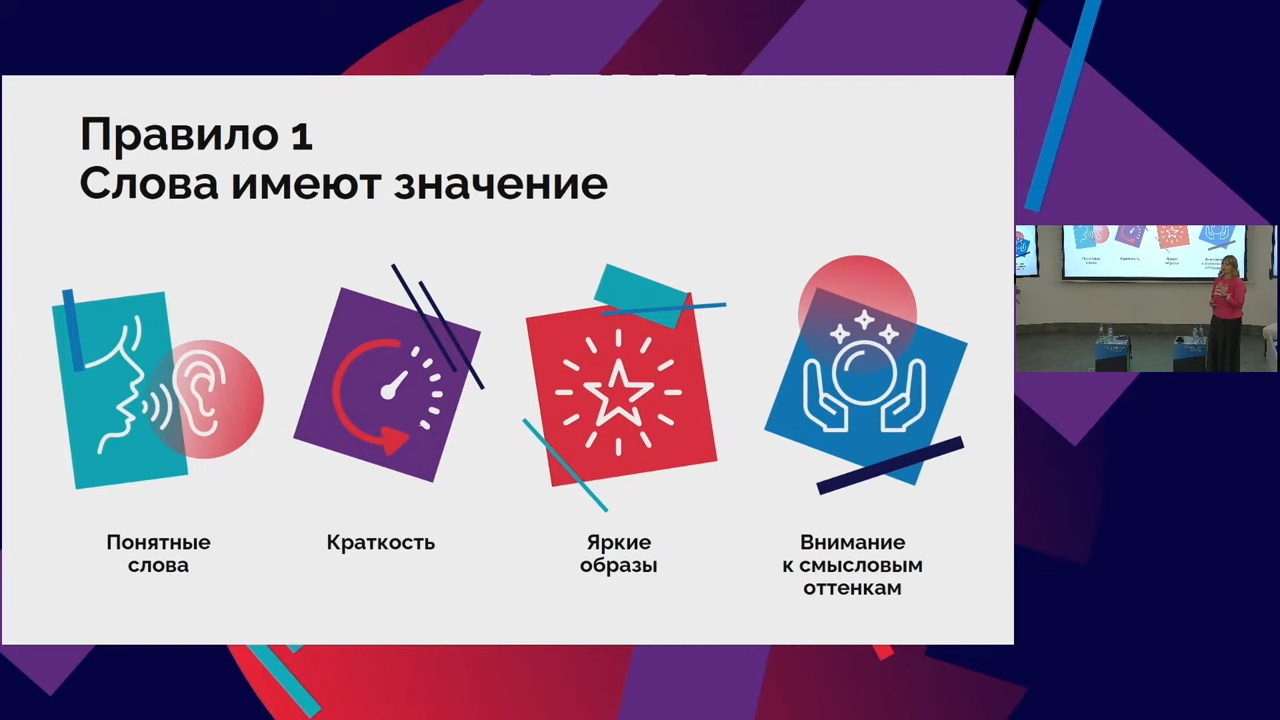 Правило 1
Слова имеют значение
Понятные
слова
Краткость
Яркие
образы
Внимание
к смысловым
оттенкам